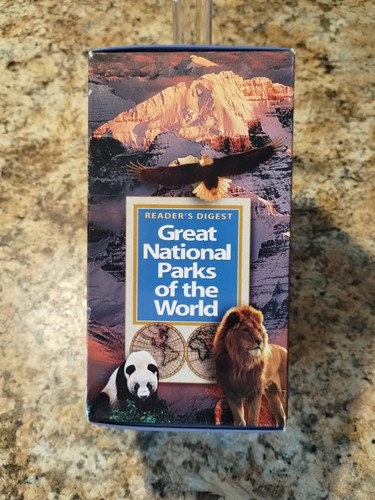 READER'S DIGEST
Great
National
Parks
of the
World